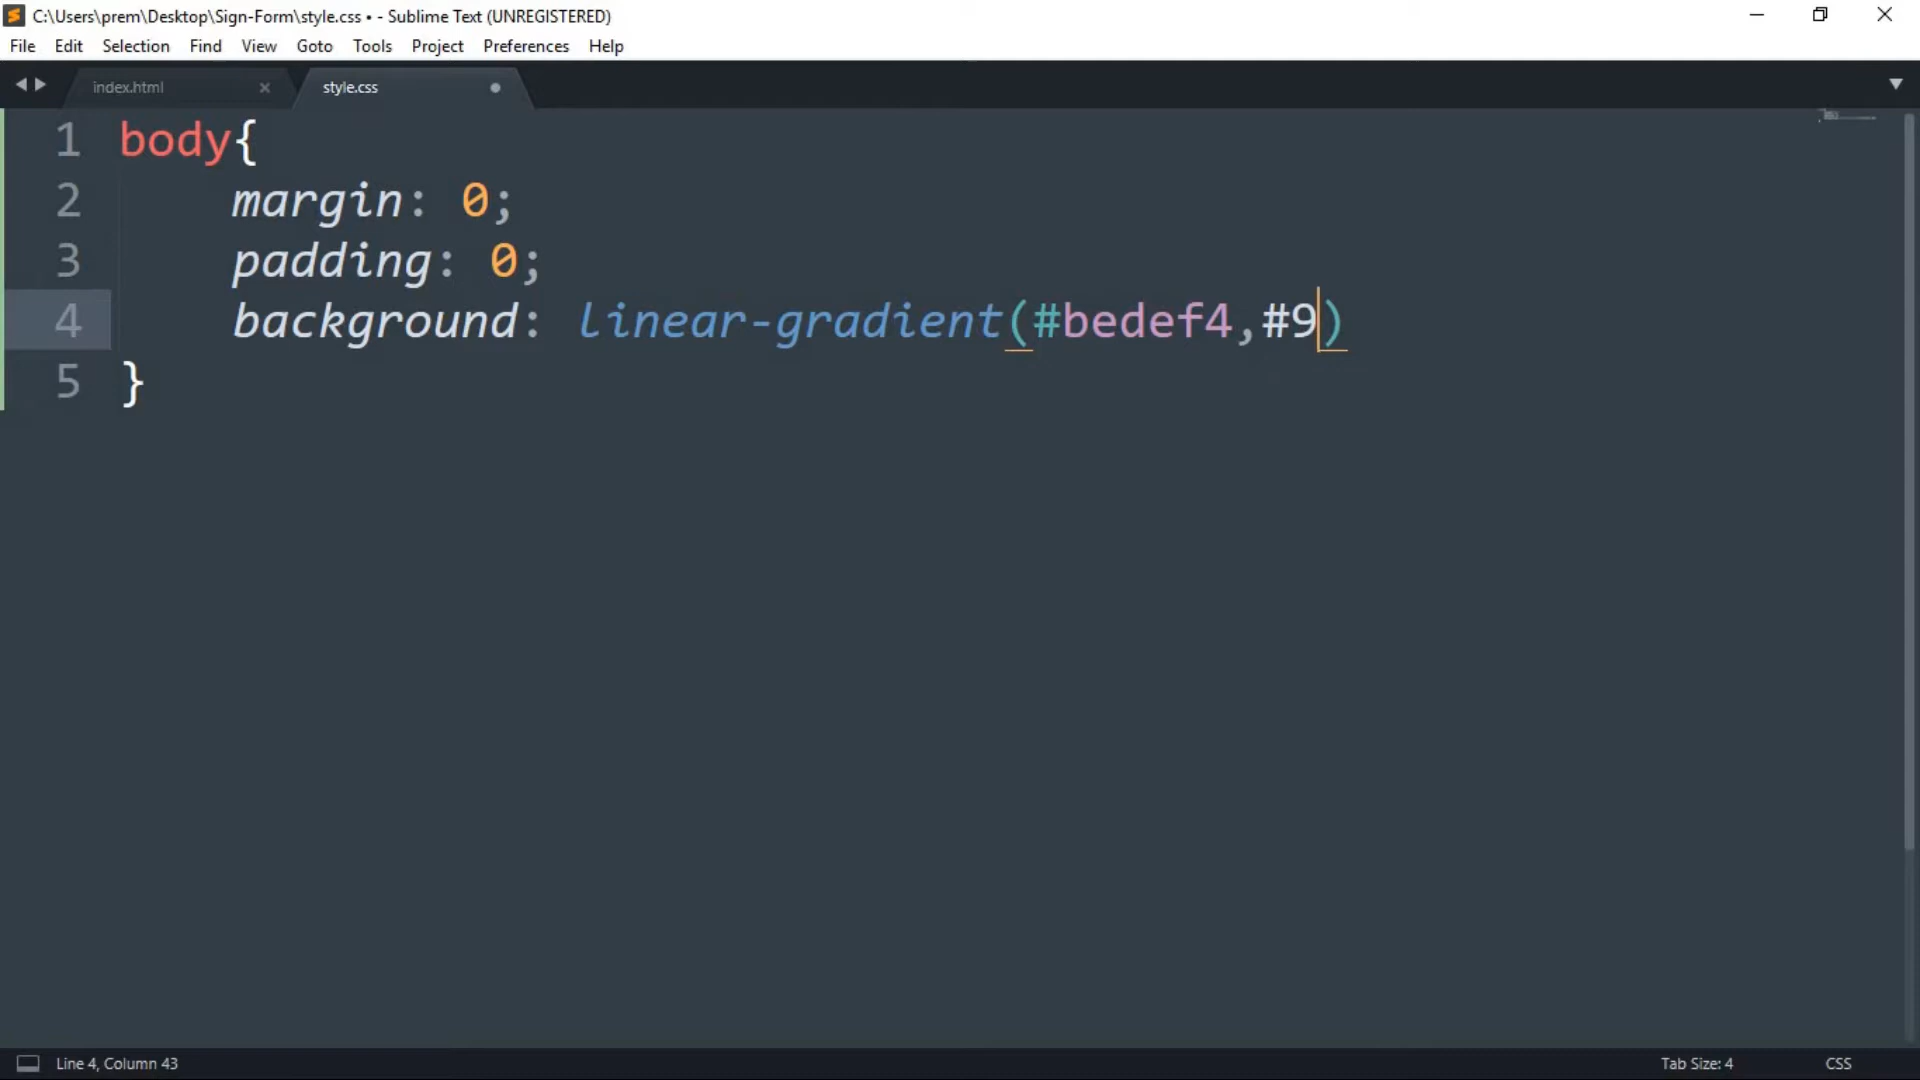 C:\Users\prem\Desktop\Sign-Form\style.css • - Sublime Text (UNREGISTERED)
File Edit Selection Find View Goto Tools Project Preferences Help
index.html style.css
1 body{
2 margin: 0;
3 padding: 0;
4 background: linear-gradient(#bedef4,#9)
5 }
Line 4, Column 43 Tab Size: 4 CSS